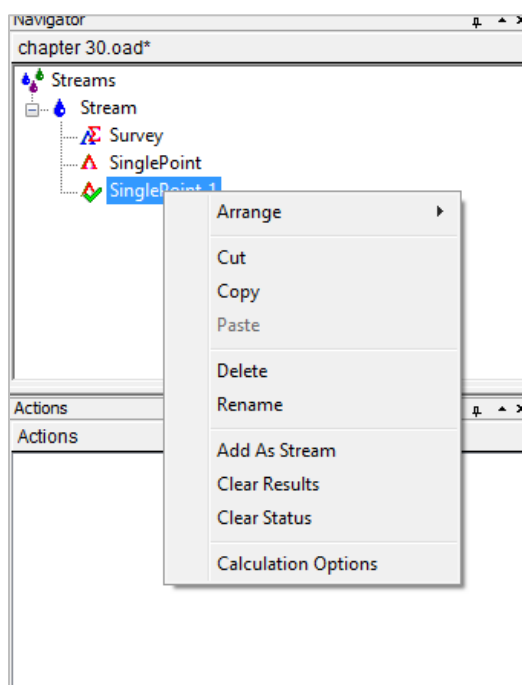 Navigator
chapter 30.oad*
Streams
Stream
Survey
SinglePoint
SinglePoint-1
Arrange
Cut
Copy
Paste
Delete
Rename
Actions
Actions
Add As Stream
Clear Results
Clear Status
Calculation Options